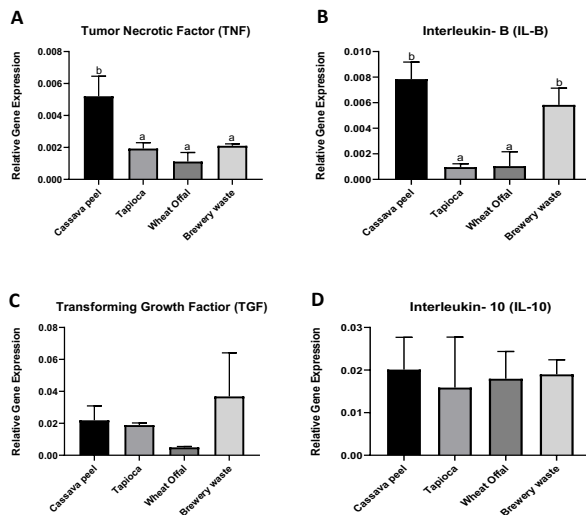 A
Tumor Necrotic Factor (TNF)
Relative Gene Expression
0.008
0.006
0.004
0.002
0.000
b
a
a
a
Cassava peel
Tapioca
Wheat Offal
Brewery waste
B
Interleukin- B (IL-B)
Relative Gene Expression
0.010
0.008
0.006
0.004
0.002
0.000
b
a
a
b
Cassava peel
Tapioca
Wheat Offal
Brewery waste
C
Transforming Growth Factior (TGF)
Relative Gene Expression
0.08
0.06
0.04
0.02
0.00
Cassava peel
Tapioca
Wheat Offal
Brewery waste
D
Interleukin- 10 (IL-10)
Relative Gene Expression
0.03
0.02
0.01
0.00
Cassava peel
Tapioca
Wheat Offal
Brewery waste